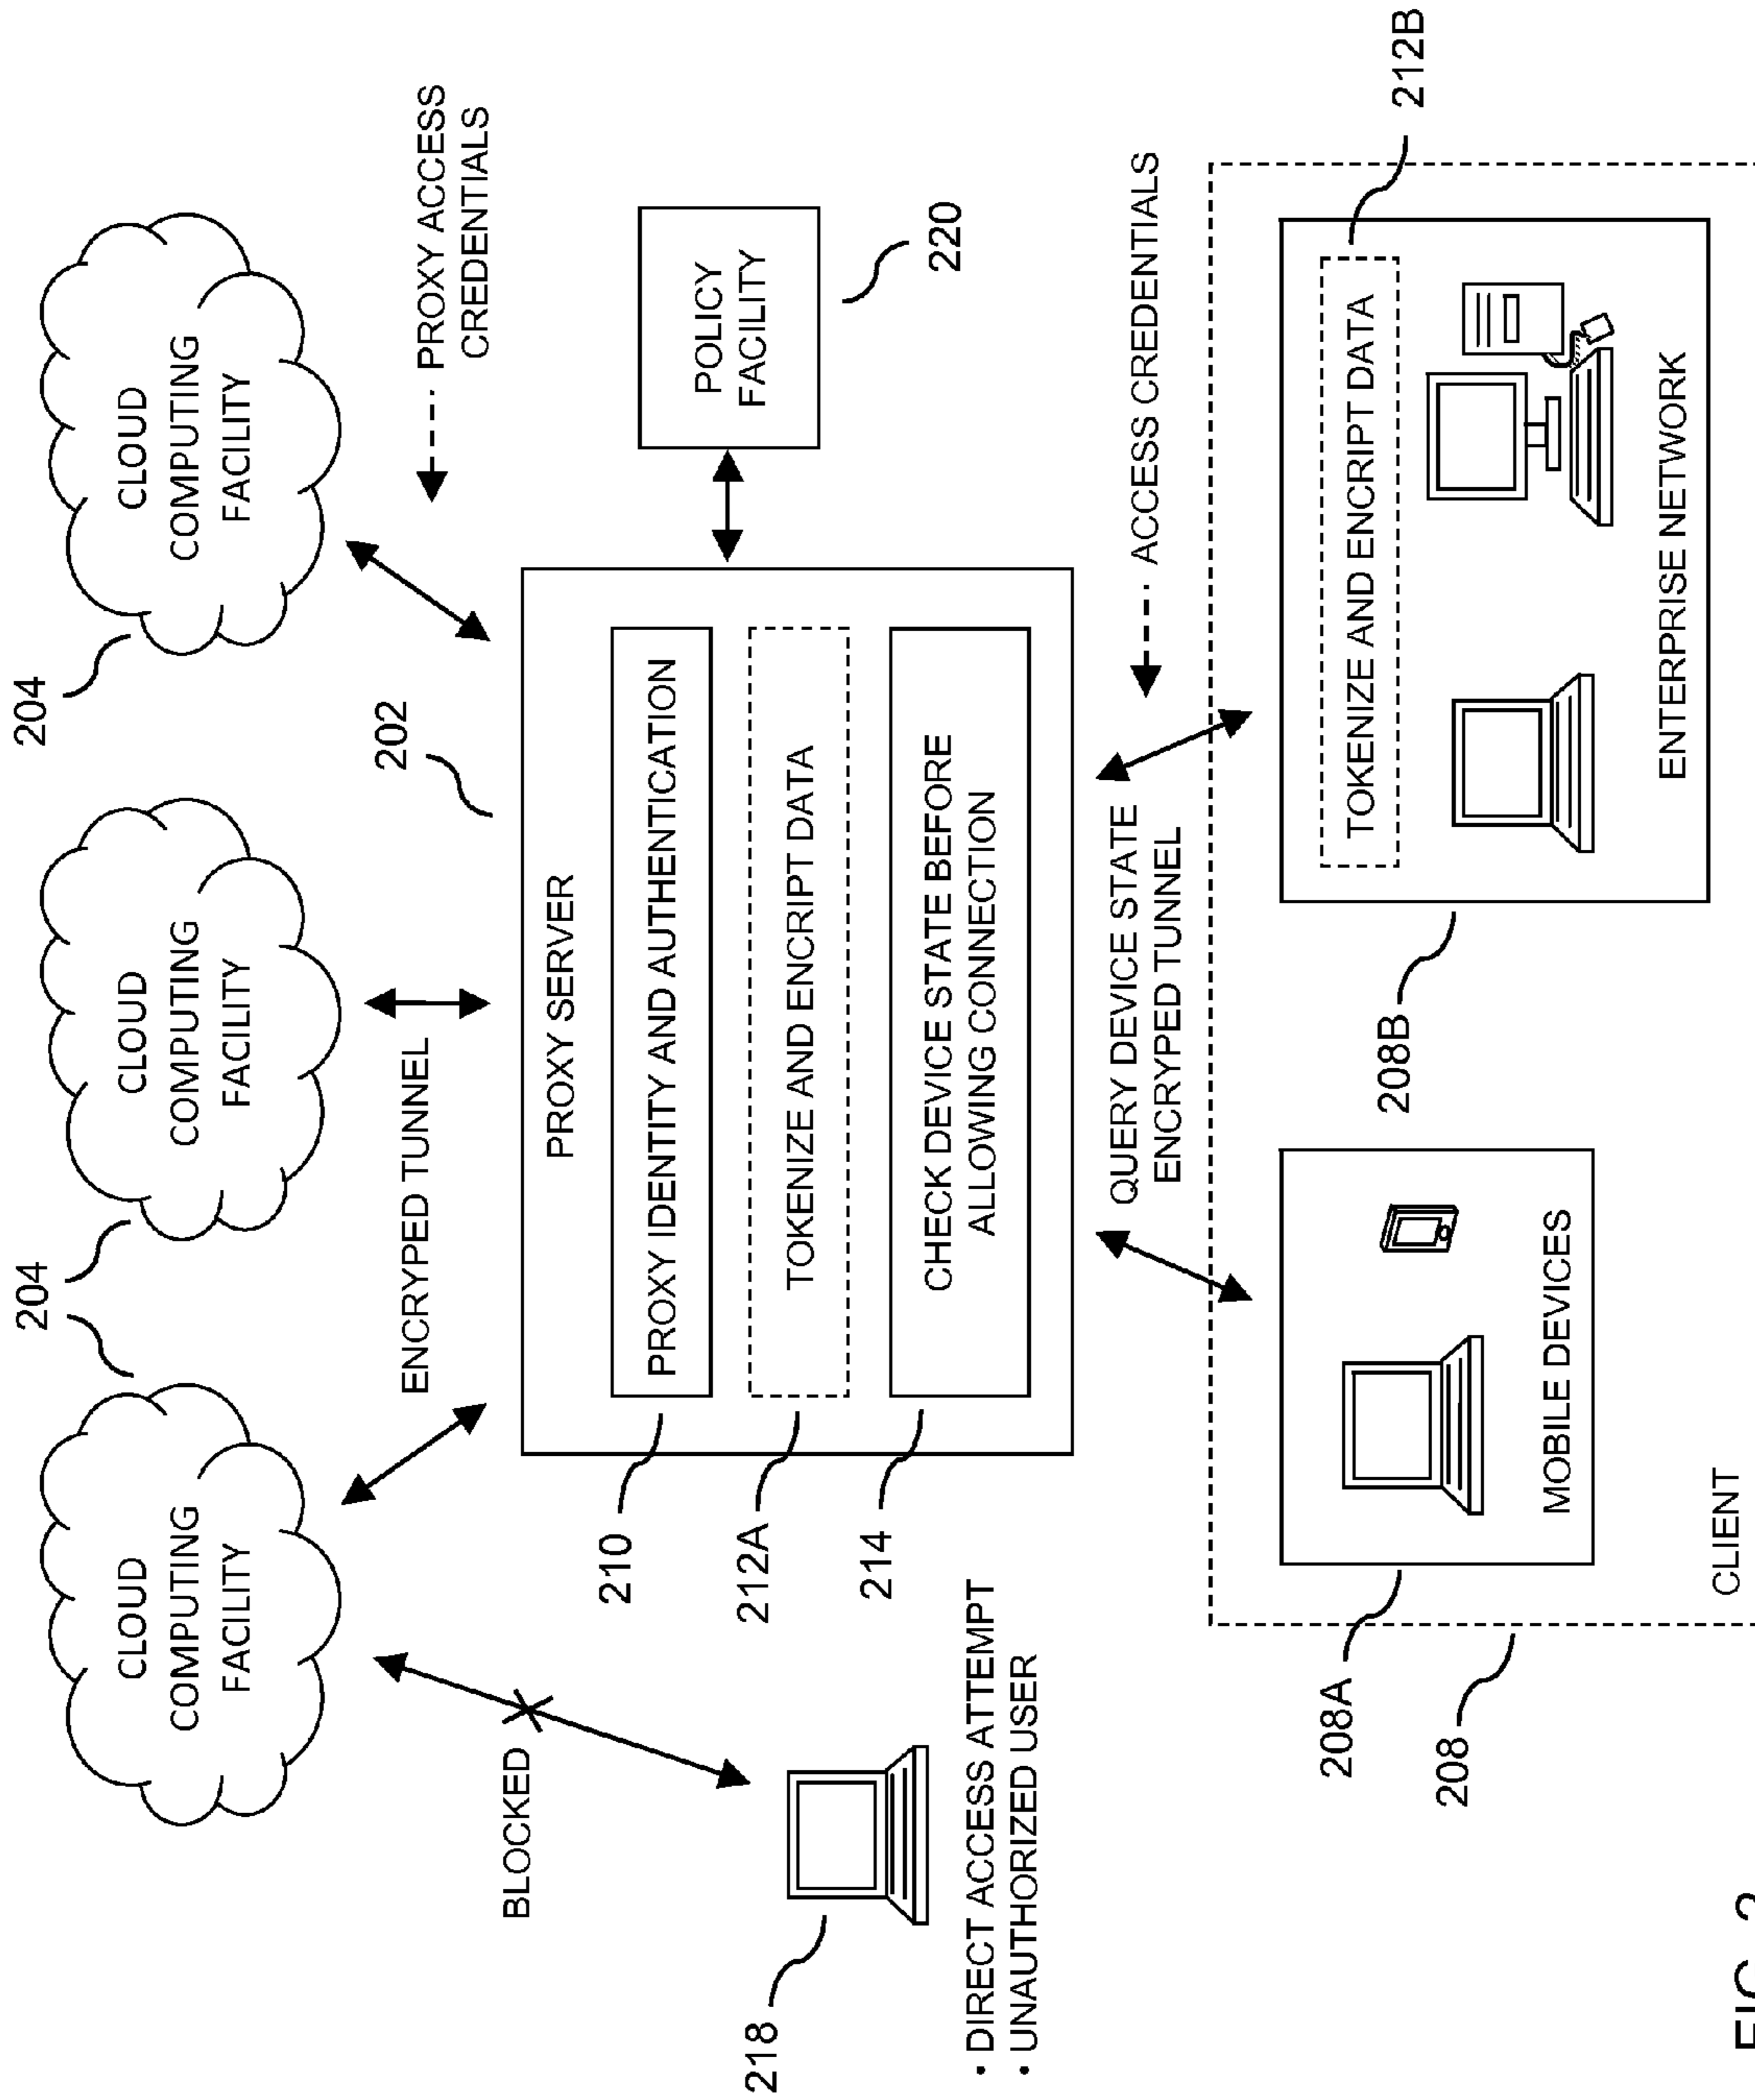 204
204
CLOUD
COMPUTING
FACILITY
CLOUD
COMPUTING
FACILITY
CLOUD
COMPUTING
FACILITY
202
ENCRYPED TUNNEL
PROXY ACCESS
CREDENTIALS
BLOCKED
PROXY SERVER
210
PROXY IDENTITY AND AUTHENTICATION
212A
TOKENIZE AND ENCRIPT DATA
214
CHECK DEVICE STATE BEFORE
ALLOWING CONNECTION
POLICY
FACILITY
220
218
• DIRECT ACCESS ATTEMPT
• UNAUTHORIZED USER
QUERY DEVICE STATE
ENCRYPED TUNNEL
ACCESS CREDENTIALS
208A
208
MOBILE DEVICES
CLIENT
208B
TOKENIZE AND ENCRIPT DATA
212B
ENTERPRISE NETWORK
FIG. 2